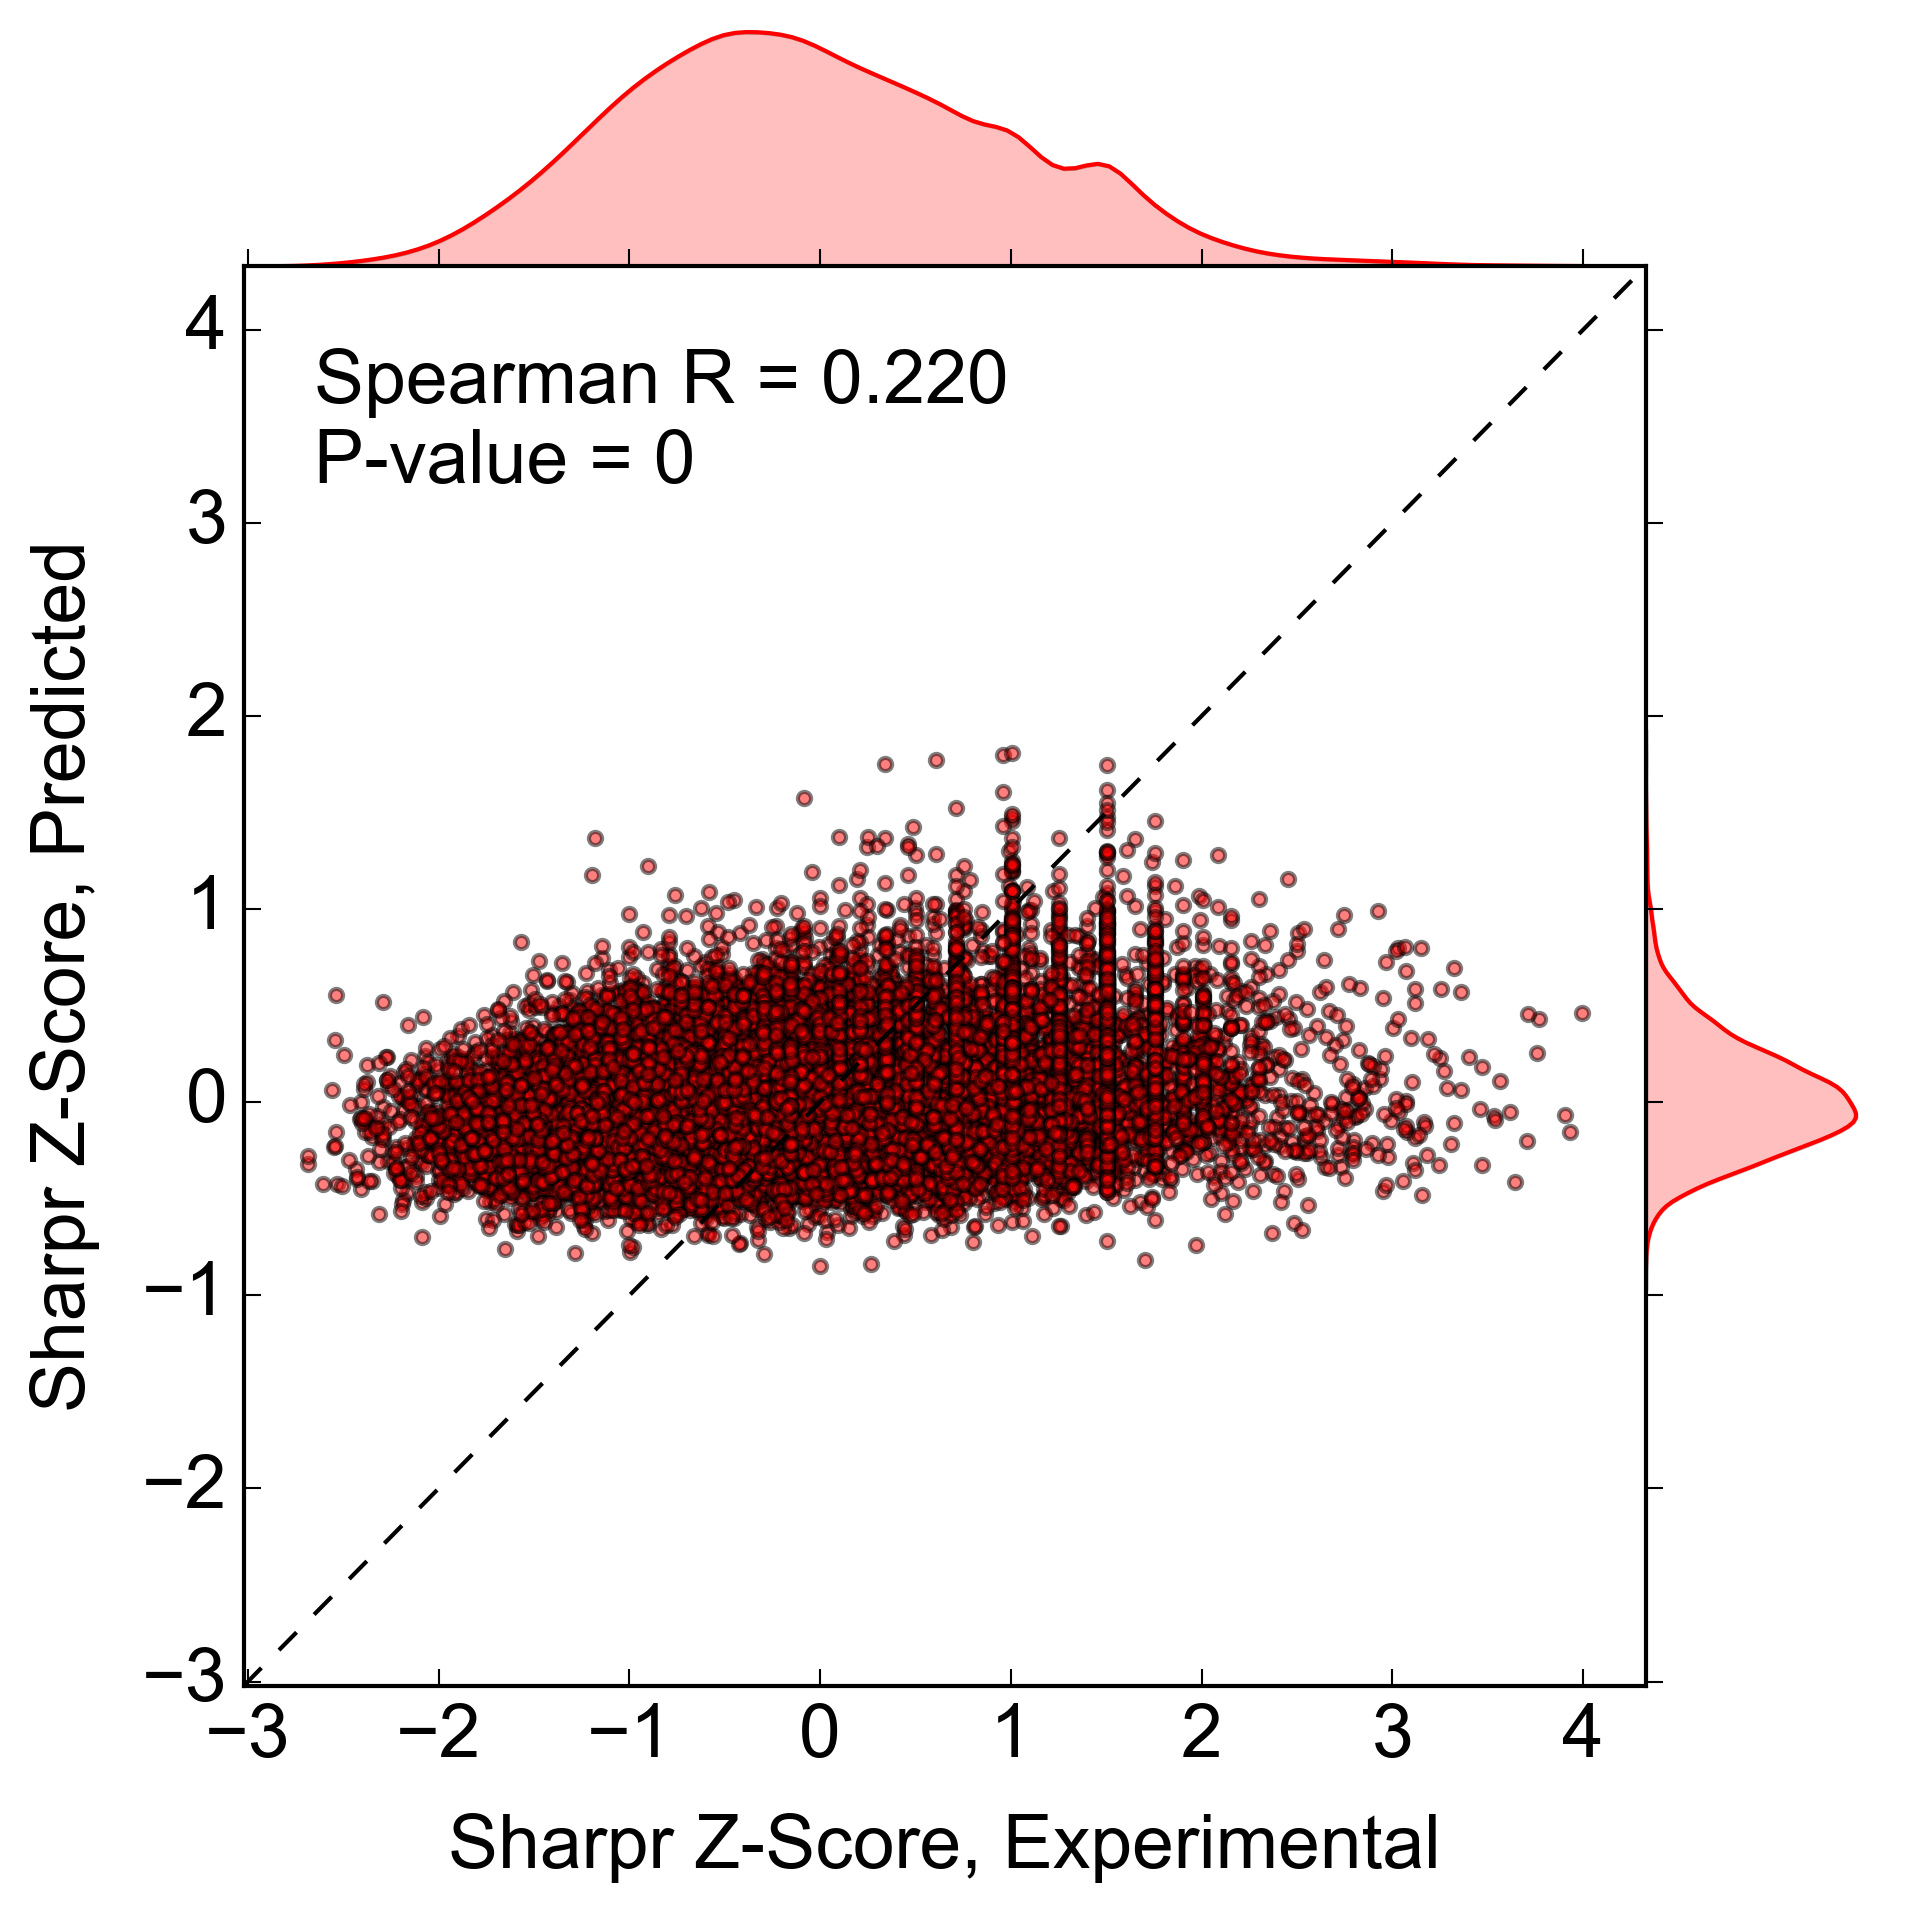 Spearman R = 0.220
P-value = 0
4
3
2
1
0
−1
−2
−3
Sharpr Z-Score, Predicted
−3 −2 −1 0 1 2 3 4
Sharpr Z-Score, Experimental